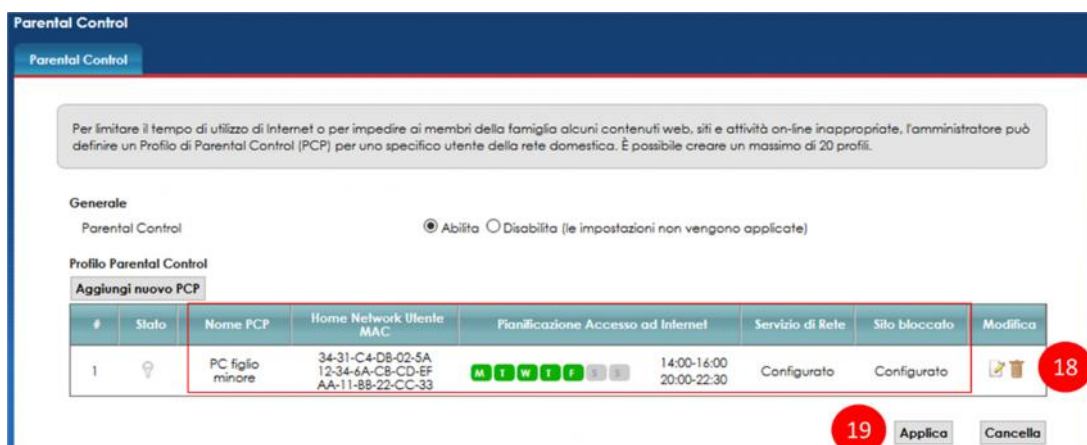 Parental Control
Parental Control
Per limitare il tempo di utilizzo di Internet o per impedire ai membri della famiglia alcuni contenuti web, siti e attività on-line inappropriate, l'amministratore può
definire un Profilo di Parental Control (PCP) per uno specifico utente della rete domestica. È possibile creare un massimo di 20 profili.
Generale
Parental Control Abilita Disabilita (le impostazioni non vengono applicate)
Profilo Parental Control
Aggiungi nuovo PCP
# Stato Nome PCP Home Network Utente MAC Pianificazione Accesso ad Internet Servizio di Rete Sito bloccato Modifica
1 PC figlio minore 34-31-C4-DB-02-5A 12-34-6A-CB-CD-EF AA-11-BB-22-CC-33 M T W T F S S 14:00-16:00 20:00-22:30 Configurato Configurato 18
19 Applica Cancella